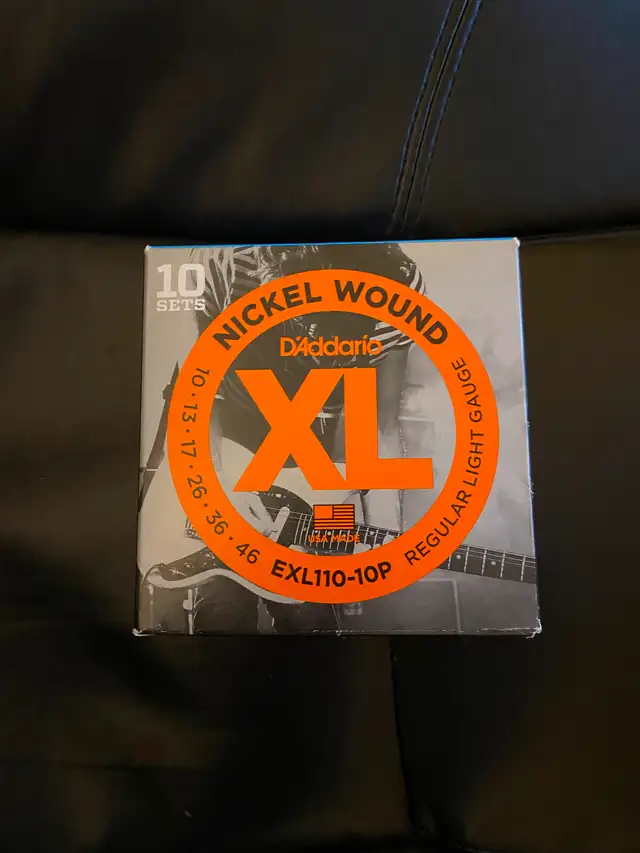 10
SETS
NICKEL WOUND
D'Addario
XL
10 · 13 · 17 · 26 · 36 · 46
REGULAR LIGHT GAUGE
USA MADE
EXL110-10P